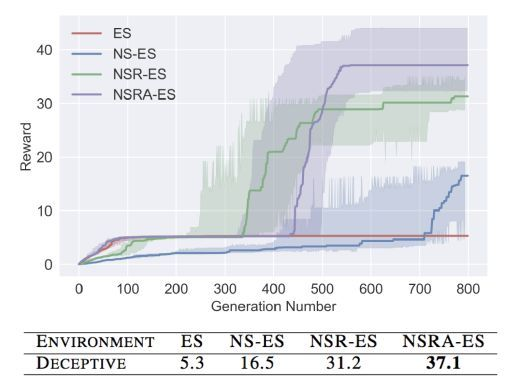 ES
NS-ES
NSR-ES
NSRA-ES
40
30
20
10
0
Reward
0 100 200 300 400 500 600 700 800
Generation Number
ENVIRONMENT ES NS-ES NSR-ES NSRA-ES
DECEPTIVE 5.3 16.5 31.2 37.1